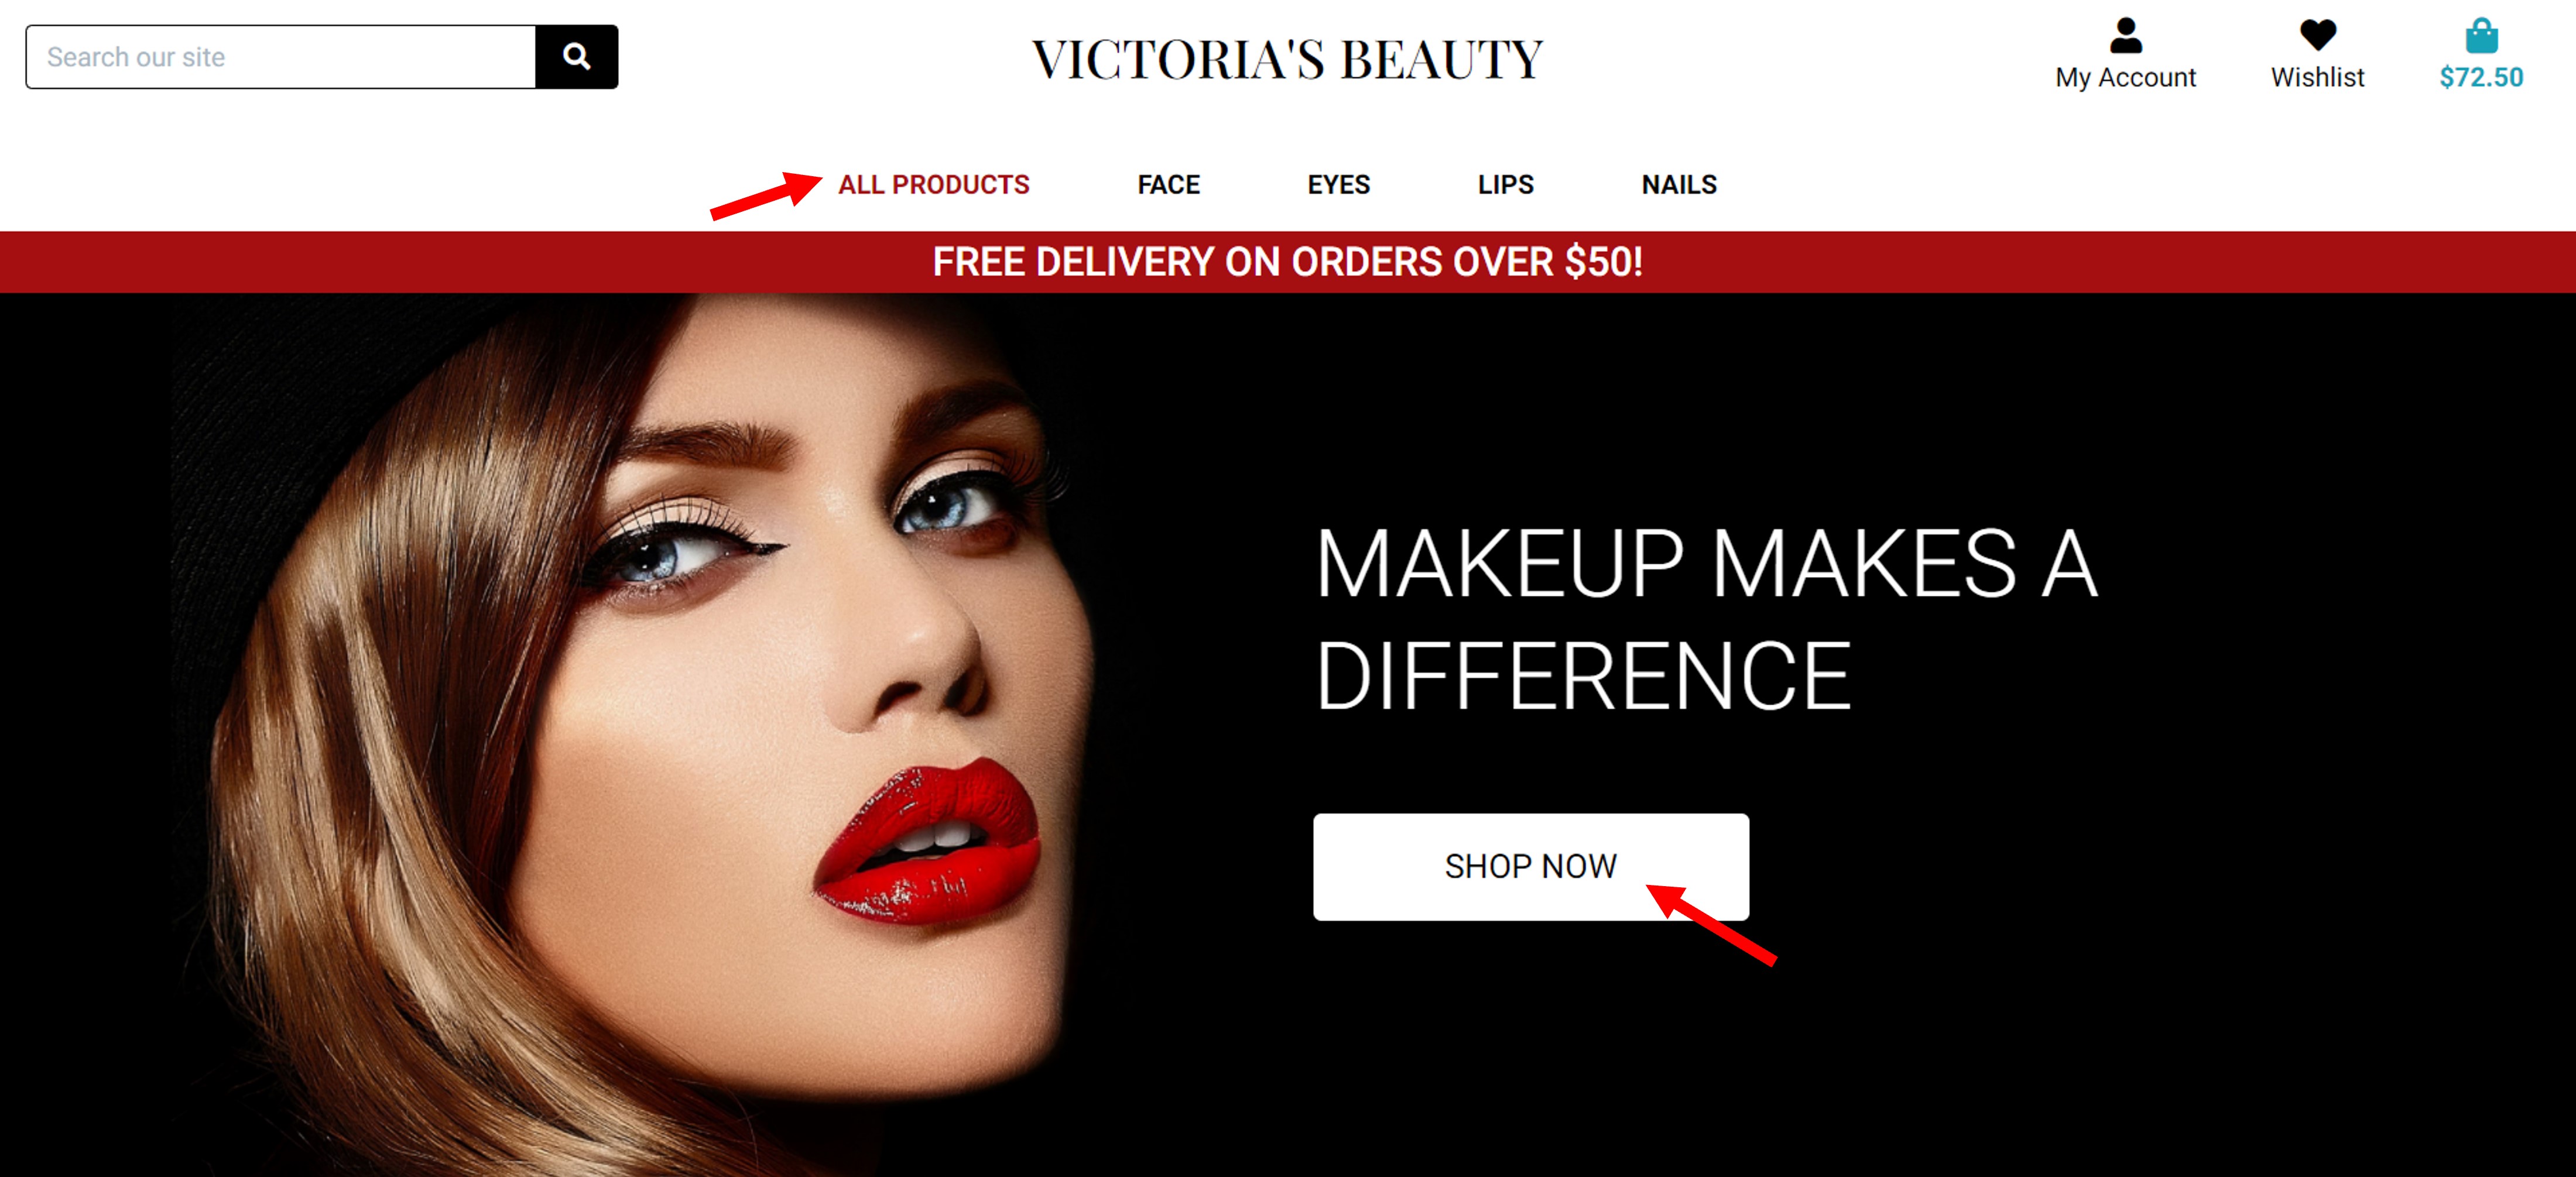 Search our site
VICTORIA'S BEAUTY
My Account
Wishlist
$72.50
ALL PRODUCTS
FACE
EYES
LIPS
NAILS
FREE DELIVERY ON ORDERS OVER $50!
MAKEUP MAKES A
DIFFERENCE
SHOP NOW